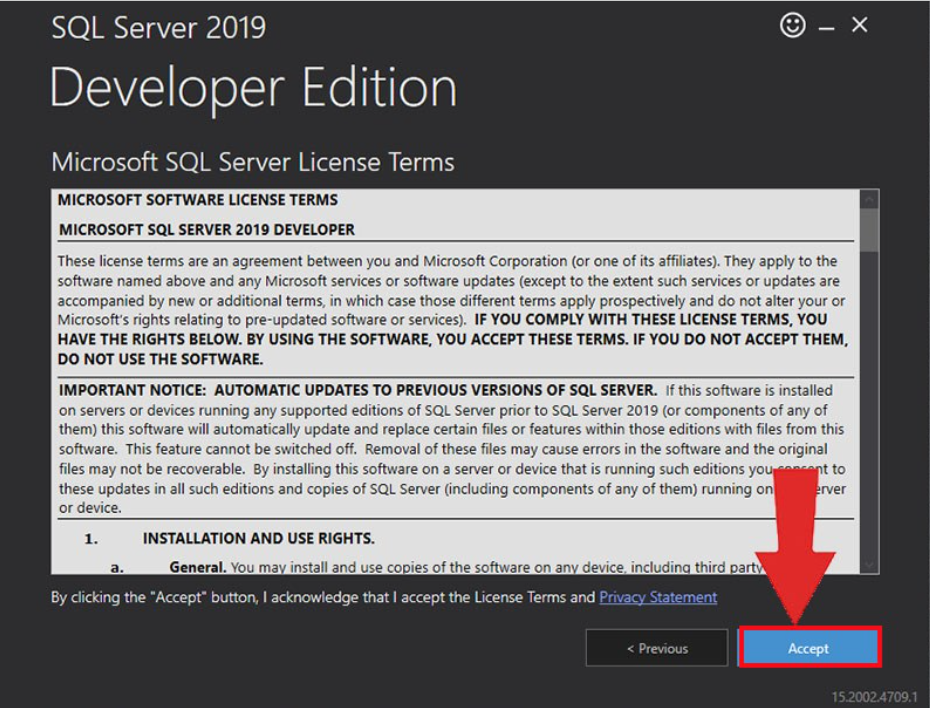 SQL Server 2019
Developer Edition
Microsoft SQL Server License Terms
MICROSOFT SOFTWARE LICENSE TERMS
MICROSOFT SQL SERVER 2019 DEVELOPER
These license terms are an agreement between you and Microsoft Corporation (or one of its affiliates). They apply to the
software named above and any Microsoft services or software updates (except to the extent such services or updates are
accompanied by new or additional terms, in which case those different terms apply prospectively and do not alter your or
Microsoft's rights relating to pre-updated software or services). IF YOU COMPLY WITH THESE LICENSE TERMS, YOU
HAVE THE RIGHTS BELOW. BY USING THE SOFTWARE, YOU ACCEPT THESE TERMS. IF YOU DO NOT ACCEPT THEM,
DO NOT USE THE SOFTWARE.
IMPORTANT NOTICE: AUTOMATIC UPDATES TO PREVIOUS VERSIONS OF SQL SERVER. If this software is installed
on servers or devices running any supported editions of SQL Server prior to SQL Server 2019 (or components of any of
them) this software will automatically update and replace certain files or features within those editions with files from this
software. This feature cannot be switched off. Removal of these files may cause errors in the software and the original
files may not be recoverable. By installing this software on a server or device that is running such editions you consent to
these updates in all such editions and copies of SQL Server (including components of any of them) running on server
or device.
1. INSTALLATION AND USE RIGHTS.
a. General. You may install and use copies of the software on any device, including third party
By clicking the "Accept" button, I acknowledge that I accept the License Terms and Privacy Statement
< Previous
Accept
15.2002.4709.1